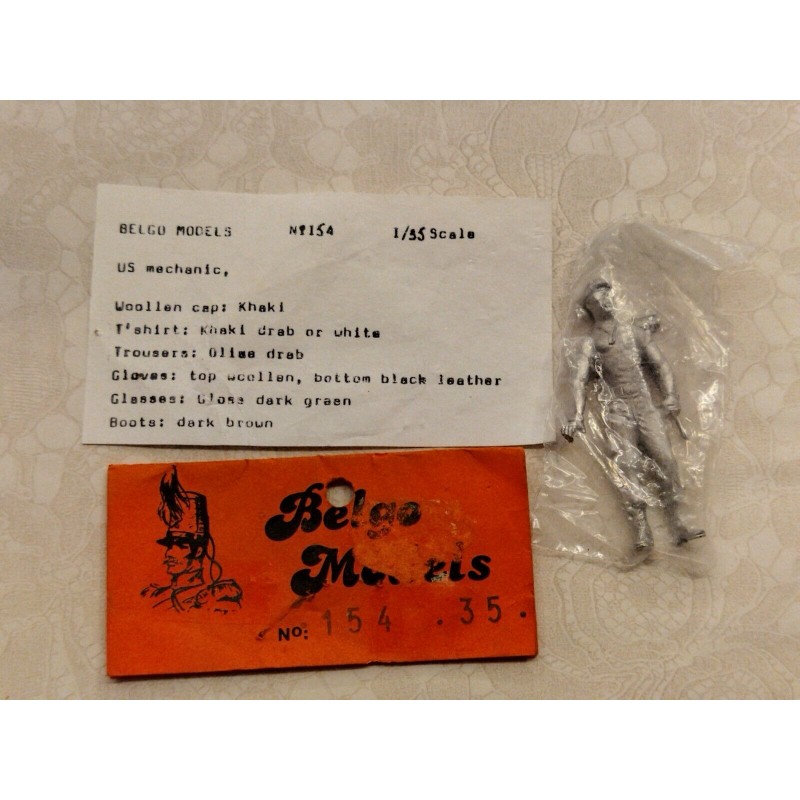 BELGO MODELS Nº154 1/35 Scale
US mechanic,
Woollen cap: Khaki
T'shirt: Khaki drab or white
Trousers: Olive drab
Gloves: top woollen, bottom black leather
Glasses: Gloss dark green
Boots: dark brown
Belgo
Models
No: 154 .35.